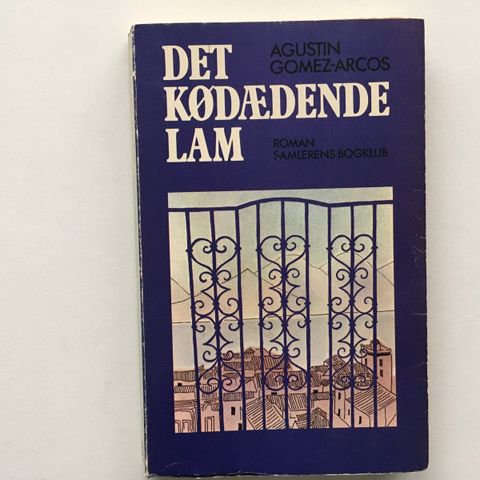 DET
KØDÆDENDE
LAM
AGUSTIN
GOMEZ-ARCOS
ROMAN
SAMLERENS BOGKLUB